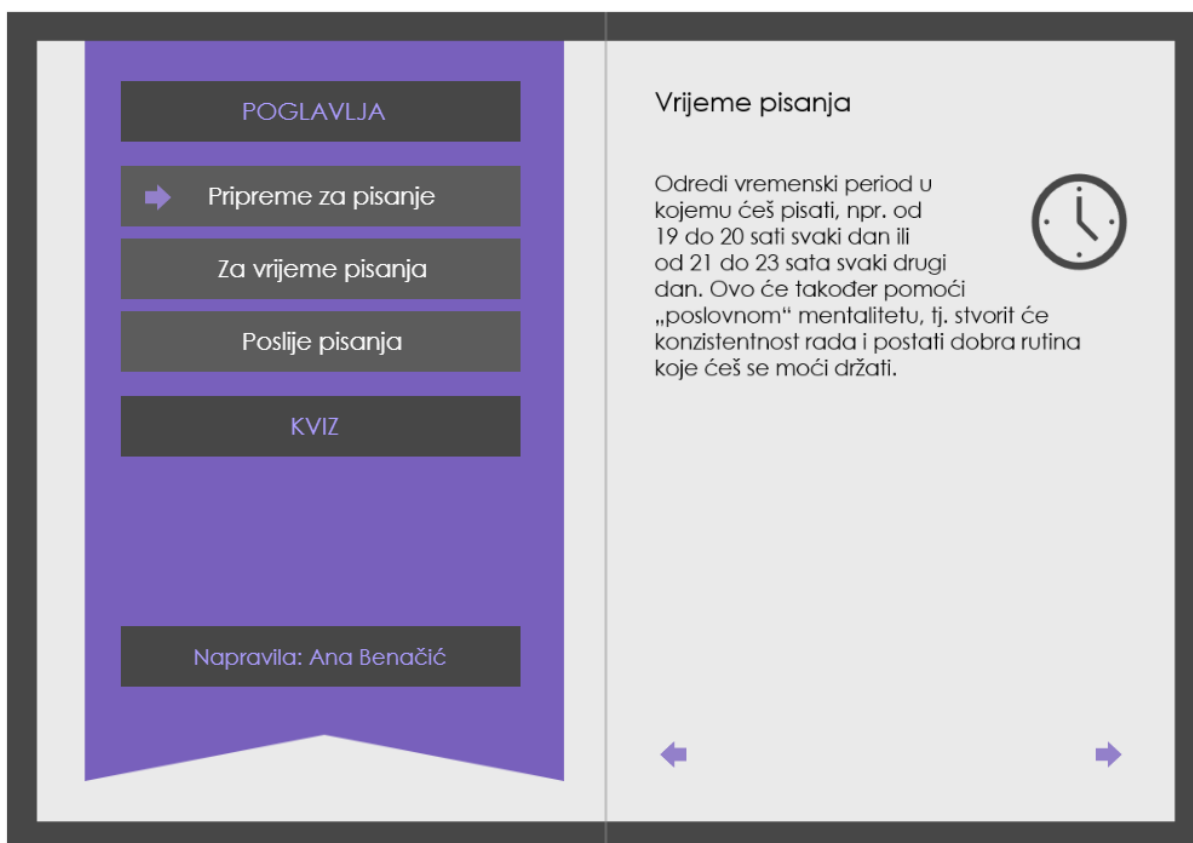 POGLAVLJA
Pripreme za pisanje
Za vrijeme pisanja
Poslije pisanja
KVIZ
Napravila: Ana Benačić
Vrijeme pisanja
Odredi vremenski period u
kojemu ćeš pisati, npr. od
19 do 20 sati svaki dan ili
od 21 do 23 sata svaki drugi
dan. Ovo će također pomoći
„poslovnom“ mentalitetu, tj. stvorit će
konzistentnost rada i postati dobra rutina
koje ćeš se moći držati.